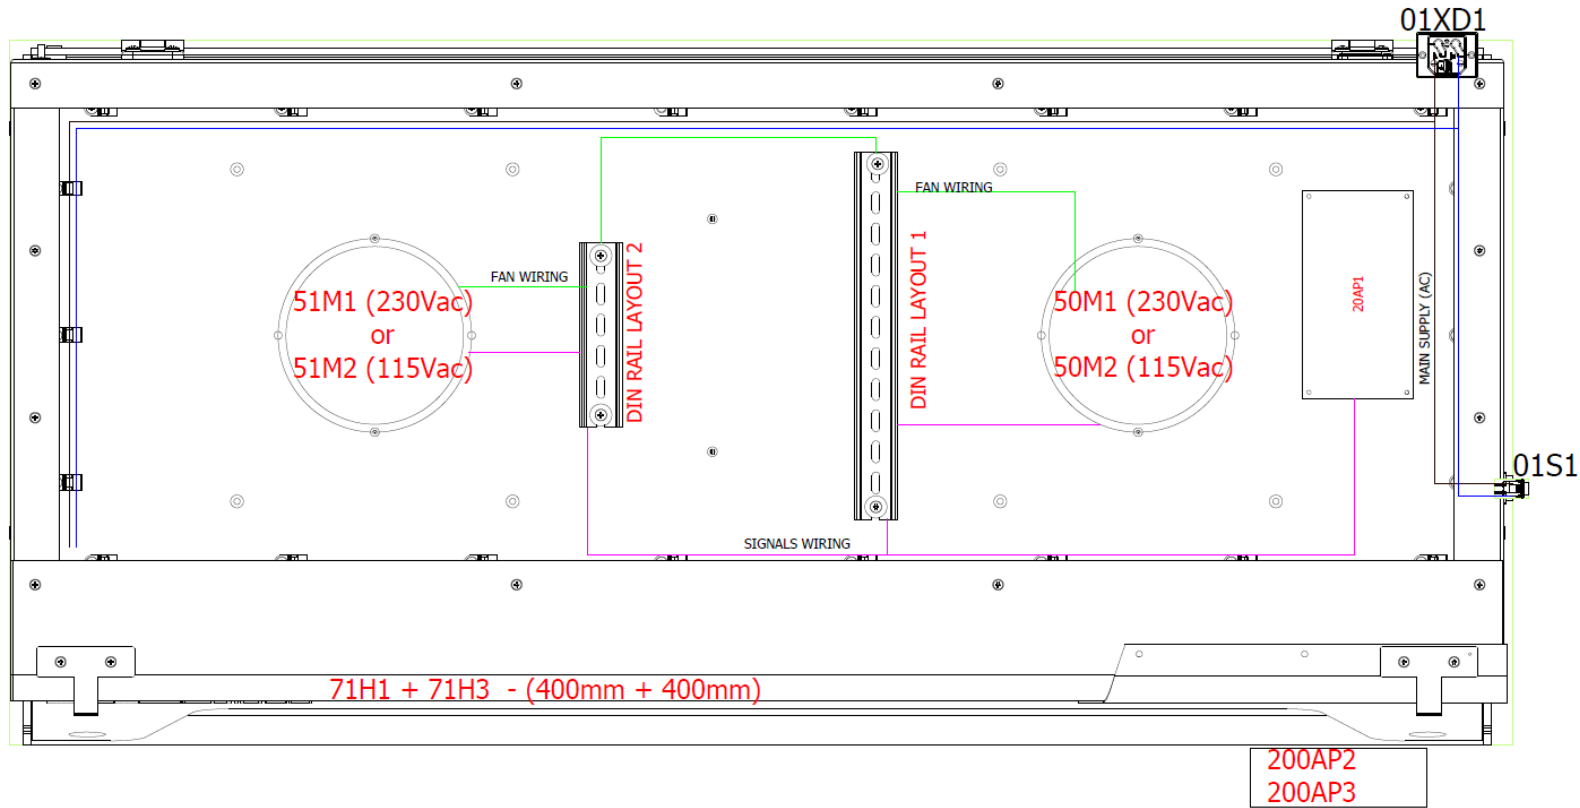 01XD1
FAN WIRING
FAN WIRING
DIN RAIL LAYOUT 2
DIN RAIL LAYOUT 1
51M1 (230Vac)
or
51M2 (115Vac)
50M1 (230Vac)
or
50M2 (115Vac)
20AP1
MAIN SUPPLY (AC)
01S1
SIGNALS WIRING
71H1 + 71H3 - (400mm + 400mm)
200AP2
200AP3